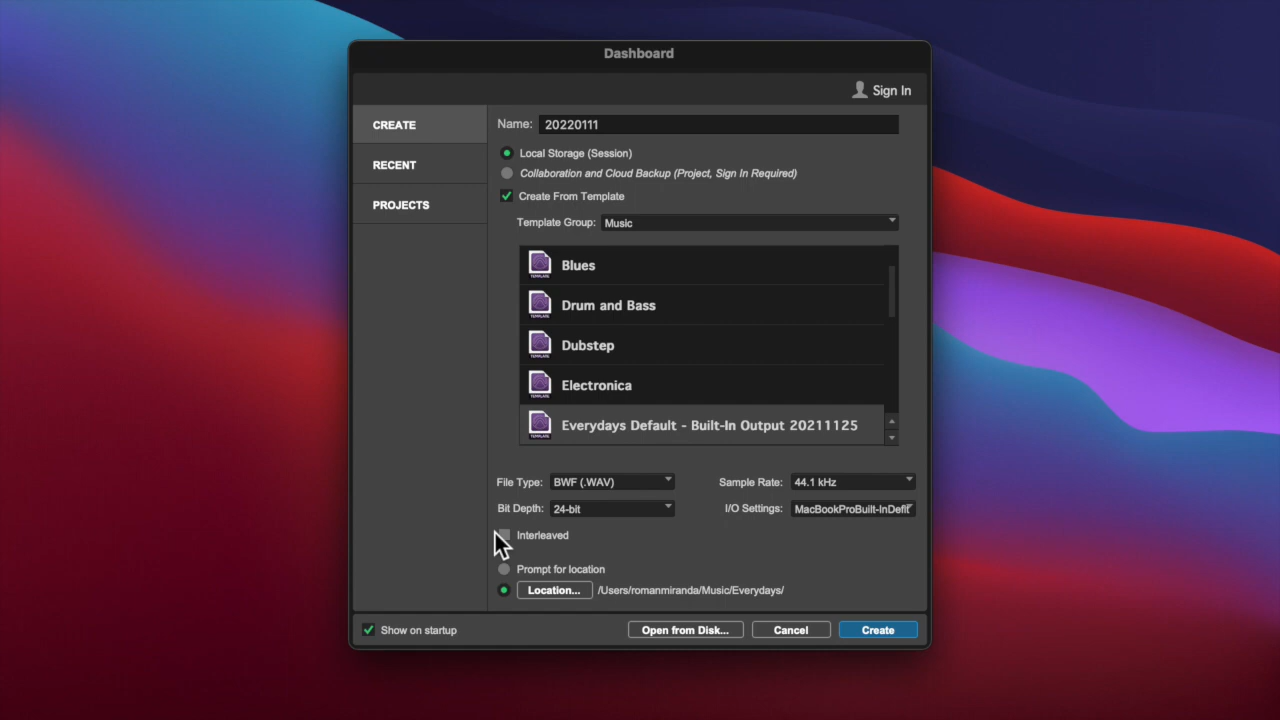 Dashboard
Sign In
CREATE
RECENT
PROJECTS
Name: 20220111
Local Storage (Session)
Collaboration and Cloud Backup (Project, Sign In Required)
Create From Template
Template Group: Music
Blues
Drum and Bass
Dubstep
Electronica
Everydays Default - Built-In Output 20211125
File Type: BWF (.WAV) Sample Rate: 44.1 kHz
Bit Depth: 24-bit I/O Settings: MacBookProBuilt-InDefit
Interleaved
Prompt for location
Location... /Users/romanmiranda/Music/Everydays/
Show on startup Open from Disk... Cancel Create